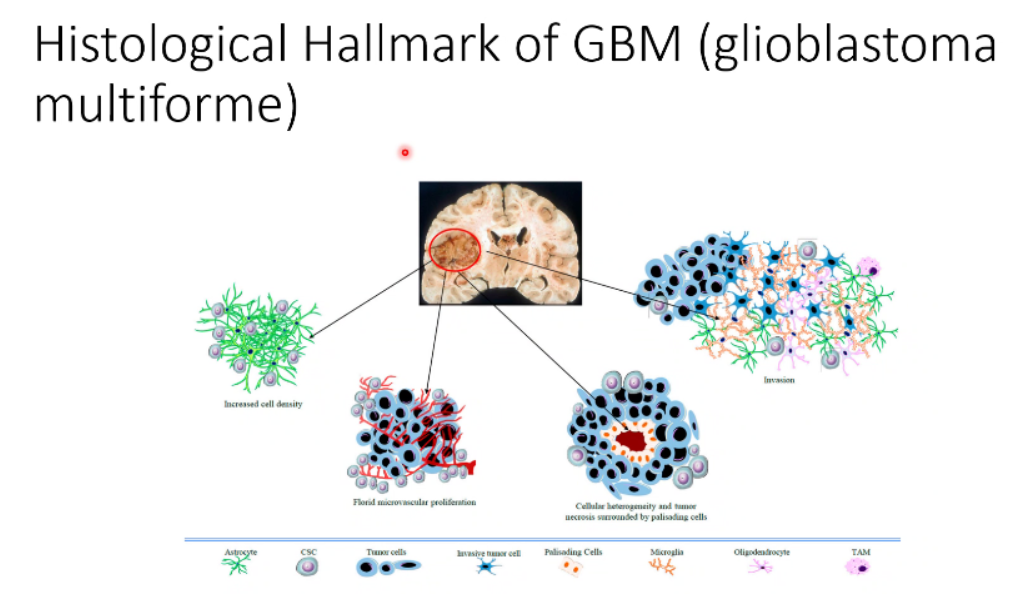 Histological Hallmark of GBM (glioblastoma
multiforme)
Invasion
Increased cell density
Florid microvascular proliferation
Cellular heterogeneity and tumor
necrosis surrounded by palisading cells
Astrocyte CSC Tumor cells Invasive tumor cell Palisading Cells Microglia Oligodendrocyte TAM